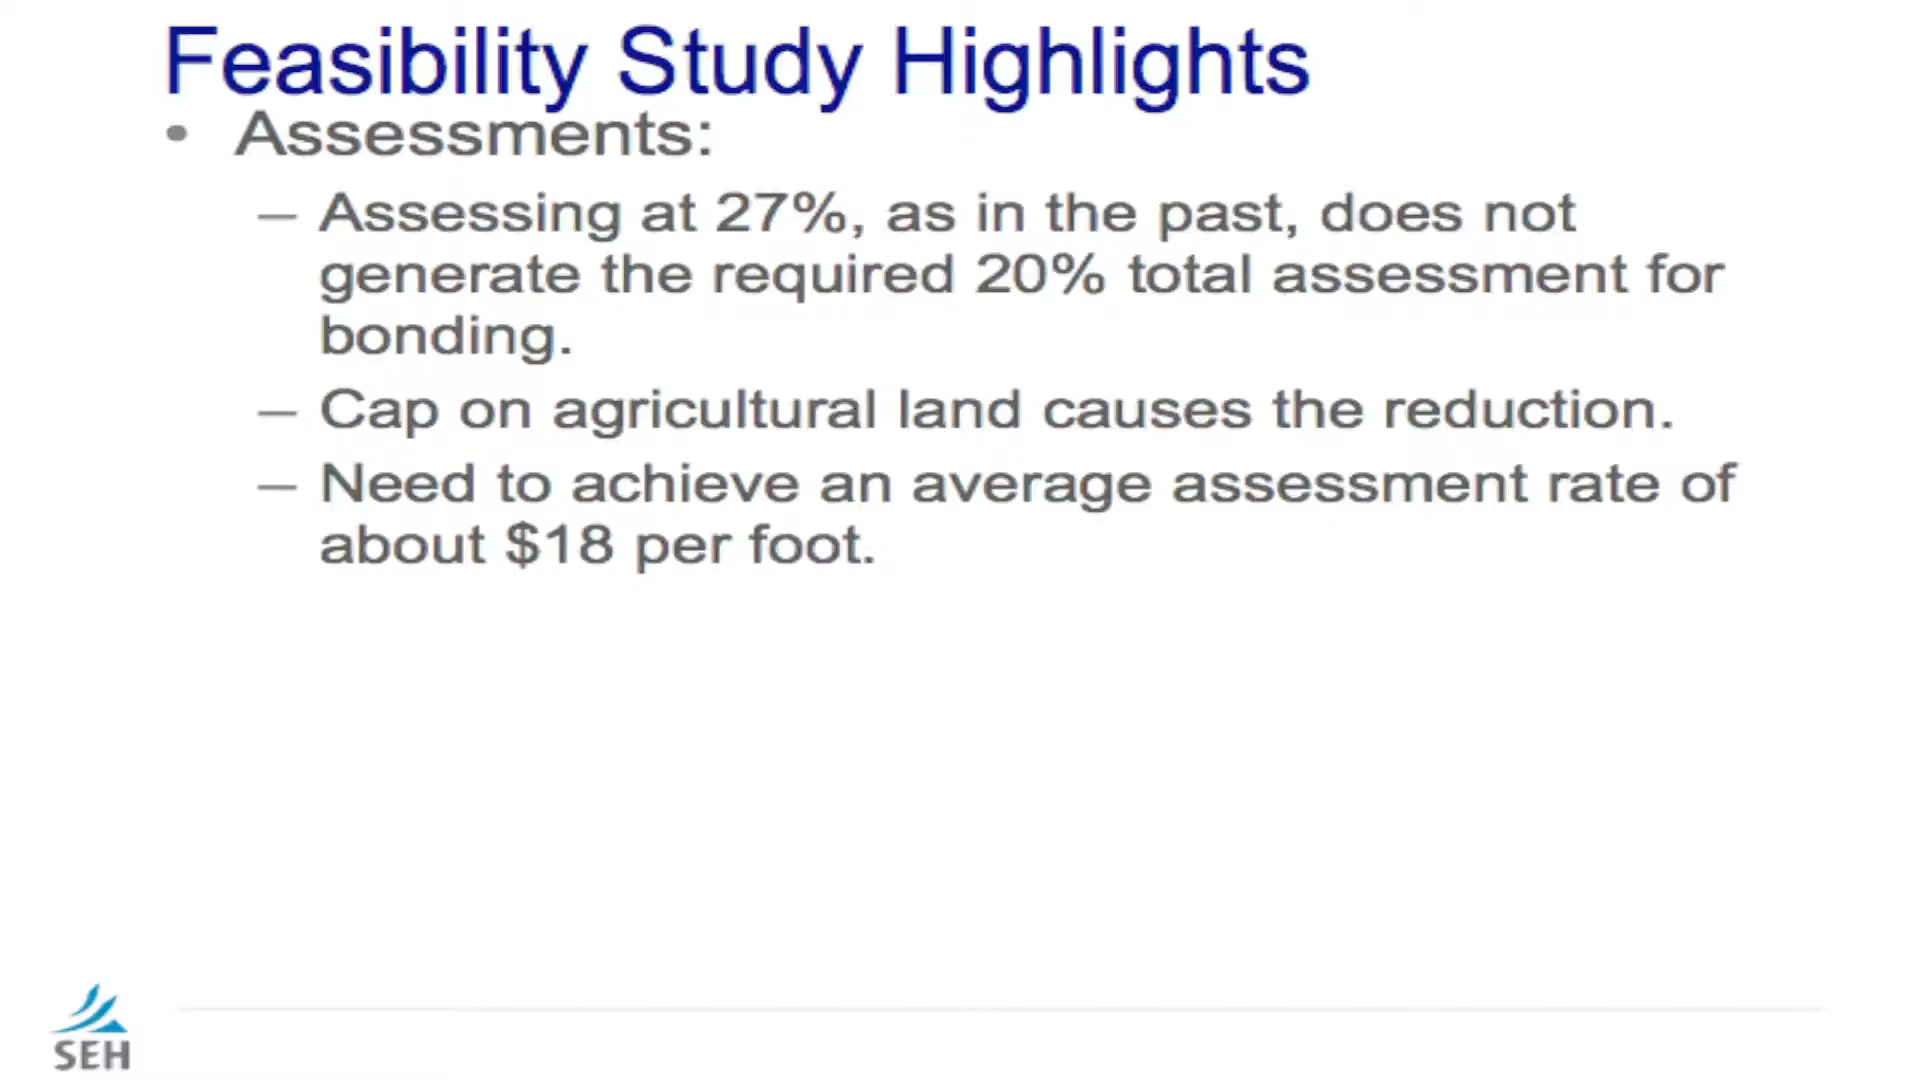 Feasibility Study Highlights
• Assessments:
– Assessing at 27%, as in the past, does not
generate the required 20% total assessment for
bonding.
– Cap on agricultural land causes the reduction.
– Need to achieve an average assessment rate of
about $18 per foot.
SEH